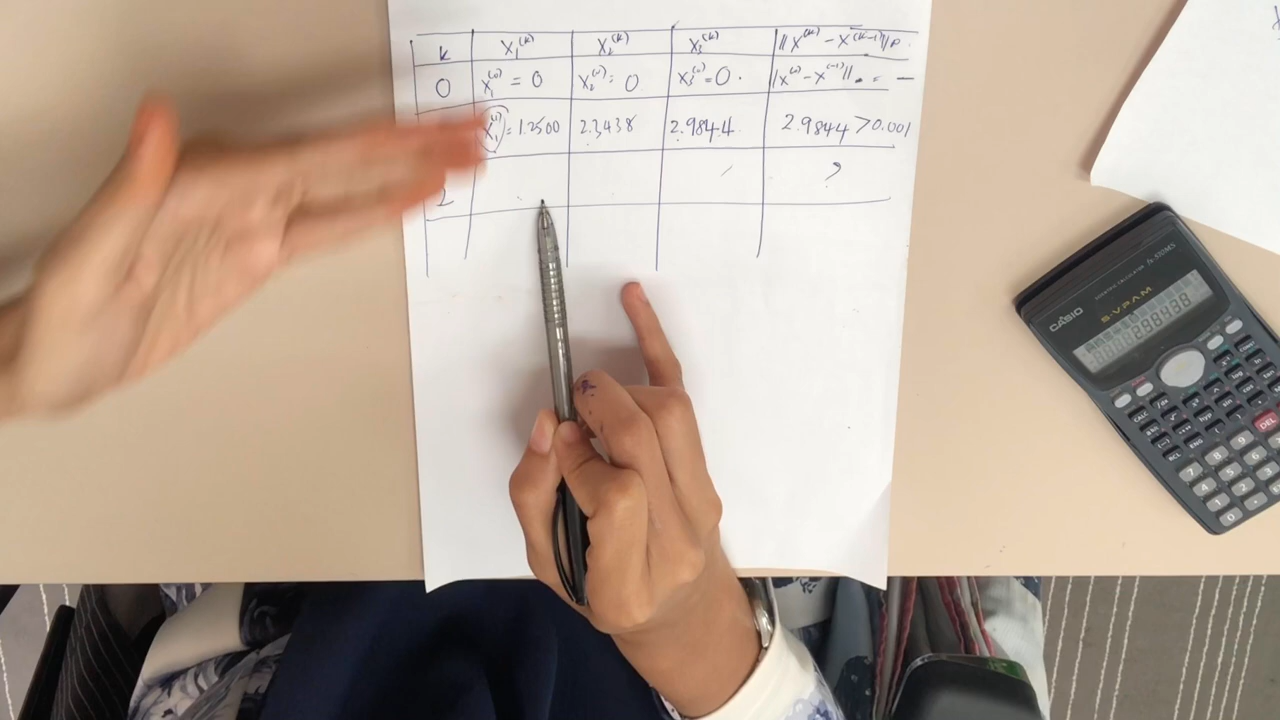 k x₁⁽ᵏ⁾ x₂⁽ᵏ⁾ x₃⁽ᵏ⁾ ||x⁽ᵏ⁾ - x⁽ᵏ⁻¹⁾||
0 x₁⁽⁰⁾ = 0 x₂⁽⁰⁾ = 0 x₃⁽⁰⁾ = 0 ||x⁽⁰⁾ - x⁽⁻¹⁾|| = —
x₁⁽¹⁾ = 1.2500 2.3438 2.9844 2.9844 > 0.001
2 ?
CASIO
S-V.P.A.M.